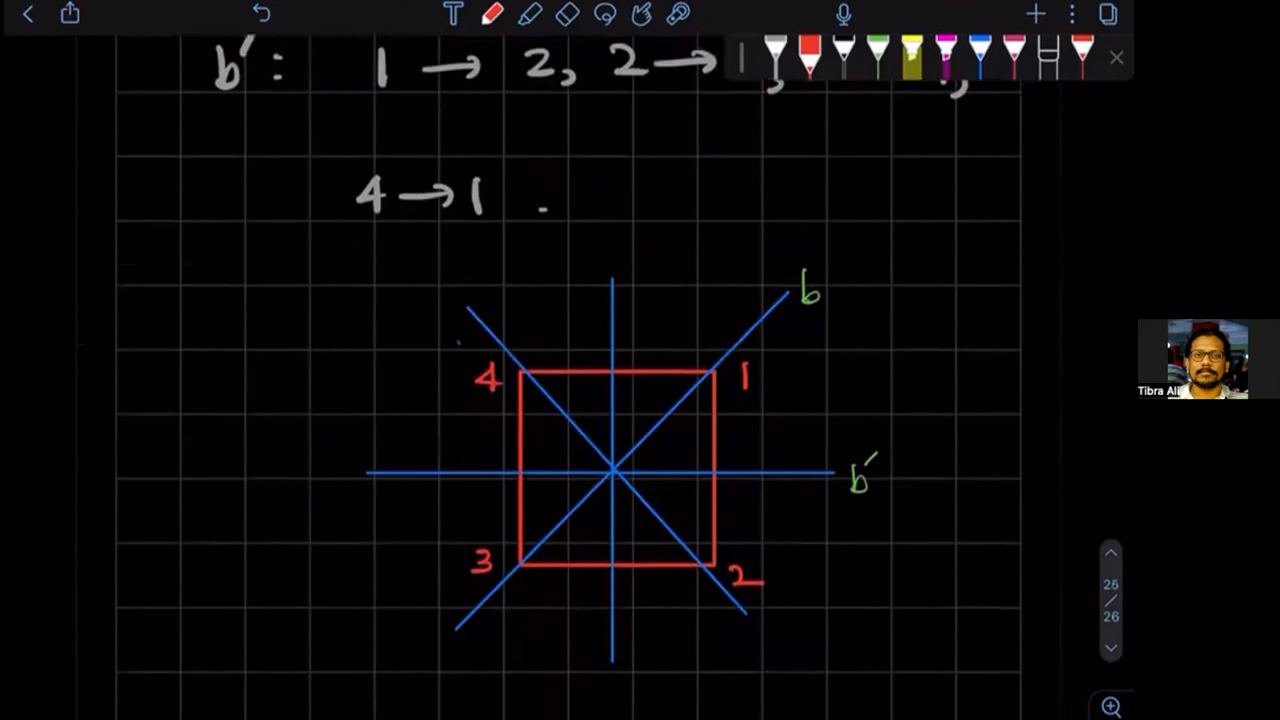 b′ : 1 → 2, 2 →
4 → 1 .
b
4 1
b′
3 2
25
/
26
Tibra Ali